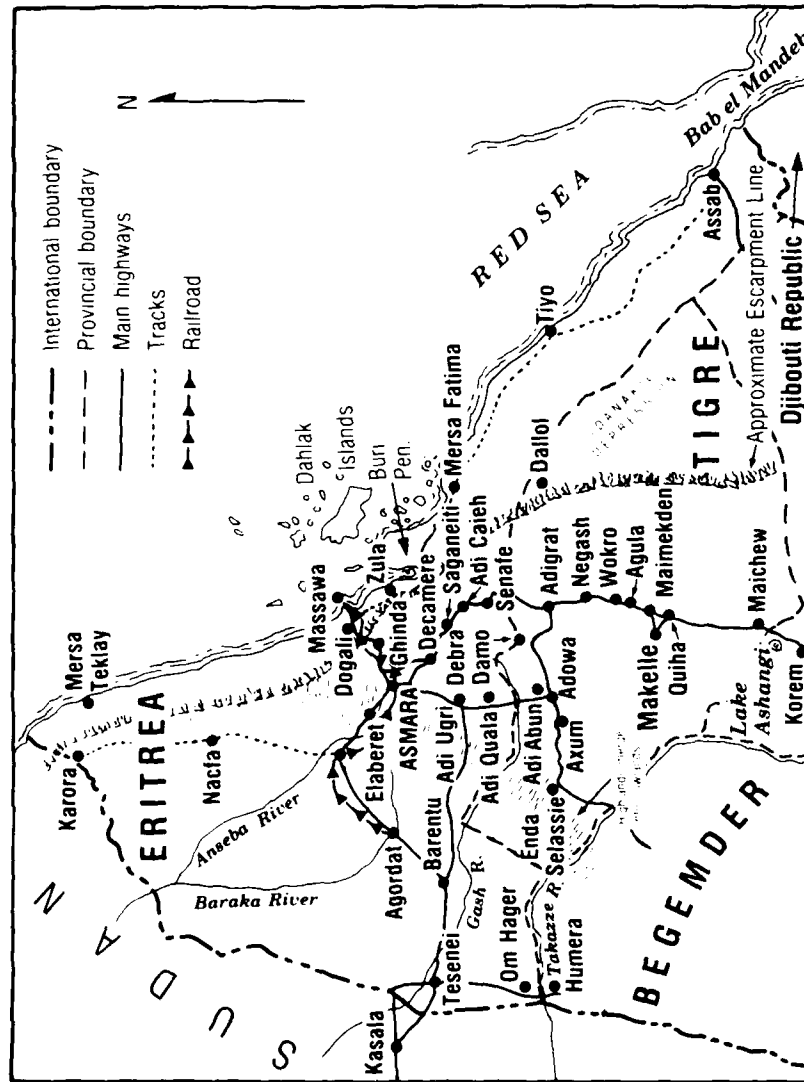 N
International boundary
Provincial boundary
Main highways
Tracks
Railroad
SUDAN
ERITREA
RED SEA
Bab el Mandeb
TIGRE
BEGEMDER
Karora
Mersa
Teklay
Nacfa
Anseba River
Baraka River
Massawa
Dogali
Zula
Ghinda
Dahlak
Islands
Buri
Pen.
Elaberet
ASMARA
Decamere
Saganeiti
Mersa Fatima
Agordat
Barentu
Adi Ugri
Debra
Damo
Adi Caieh
Senafe
Adi Quala
Kasala
Tesenei
Gash R.
Om Hager
Takazze R.
Humera
Enda
Selassie
Adi Abun
Adowa
Axum
Adigrat
Negash
Wokro
Agula
Maimekden
Makelle
Quiha
Maichew
Lake
Ashangi
Korem
Dallol
DANAKIL
DEPRESSION
Tiyo
Assab
Approximate Escarpment Line
Djibouti Republic